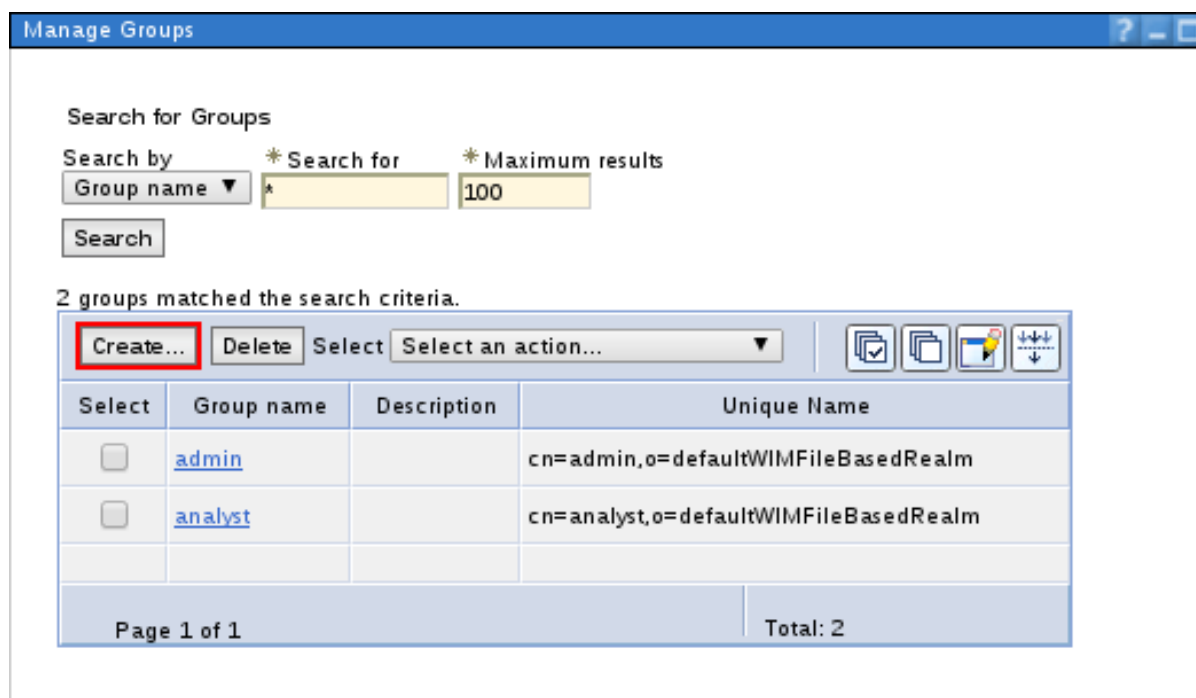 Manage Groups ?
Search for Groups
Search by * Search for * Maximum results
Group name * 100
Search
2 groups matched the search criteria.
Create... Delete Select Select an action...
Select Group name Description Unique Name
admin cn=admin,o=defaultWIMFileBasedRealm
analyst cn=analyst,o=defaultWIMFileBasedRealm
Page 1 of 1 Total: 2